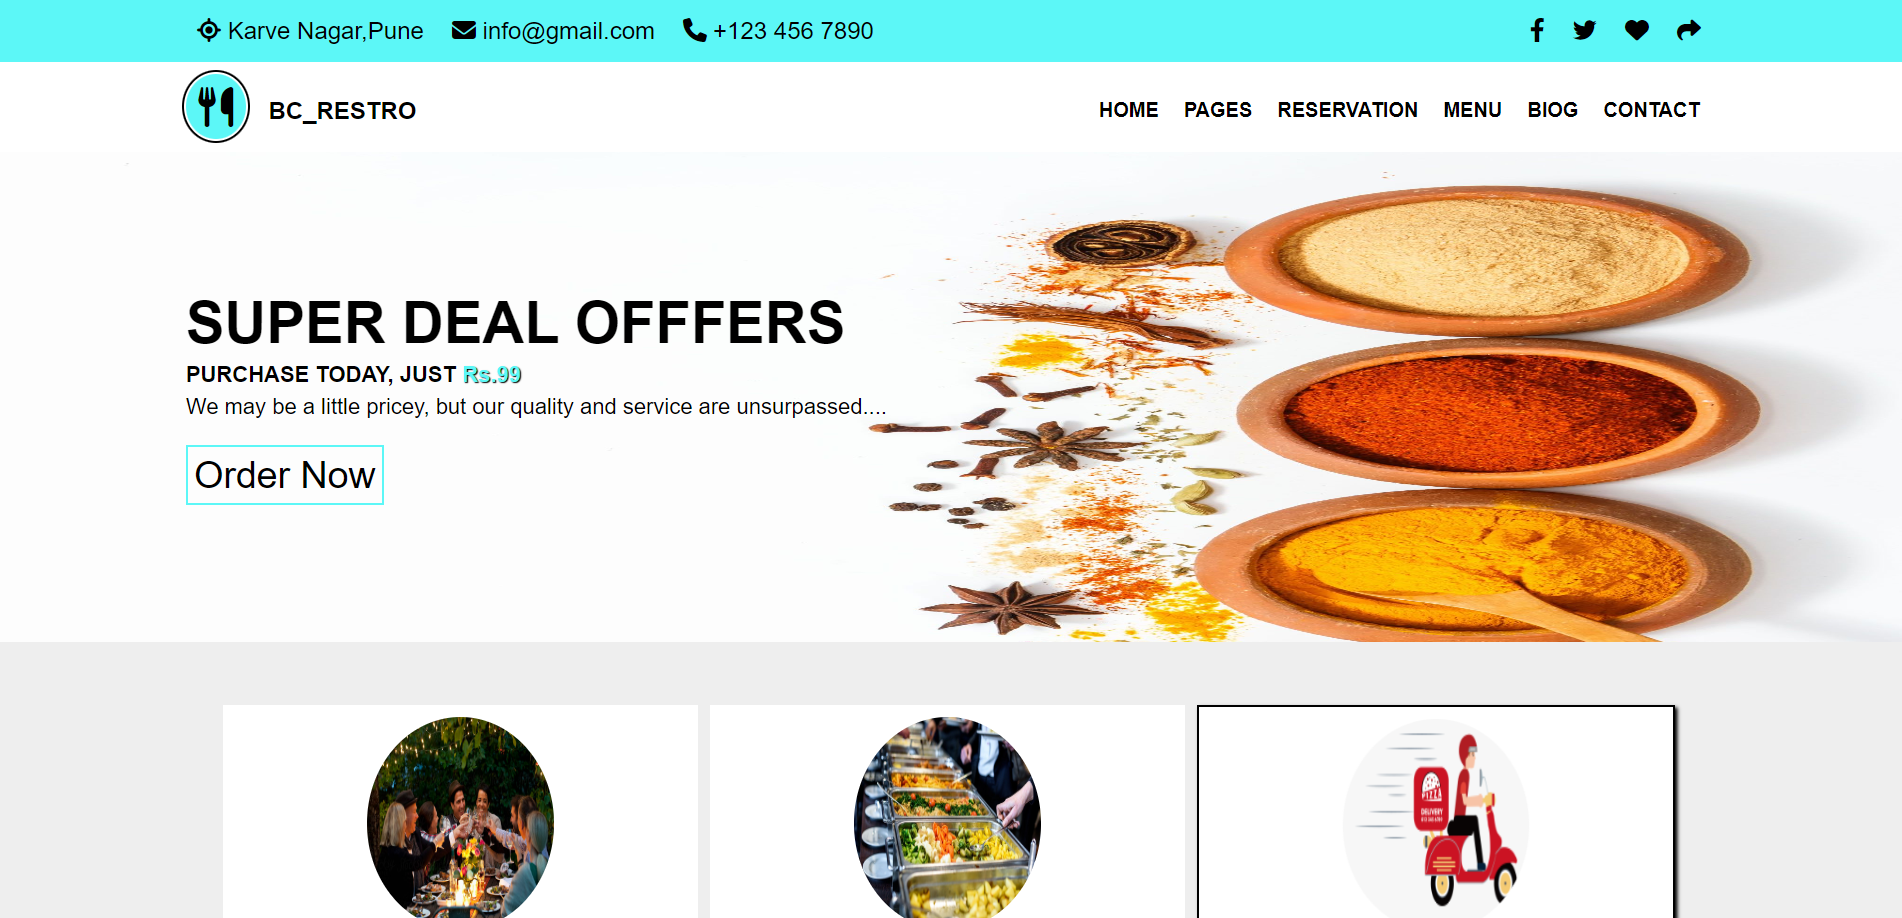 Karve Nagar,Pune info@gmail.com +123 456 7890
BC_RESTRO
HOME PAGES RESERVATION MENU BIOG CONTACT
SUPER DEAL OFFFERS
PURCHASE TODAY, JUST Rs.99
We may be a little pricey, but our quality and service are unsurpassed....
Order Now
PIZZA
DELIVERY